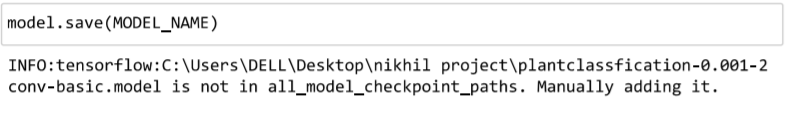 model.save(MODEL_NAME)
INFO:tensorflow:C:\Users\DELL\Desktop\nikhil project\plantclassfication-0.001-2
conv-basic.model is not in all_model_checkpoint_paths. Manually adding it.